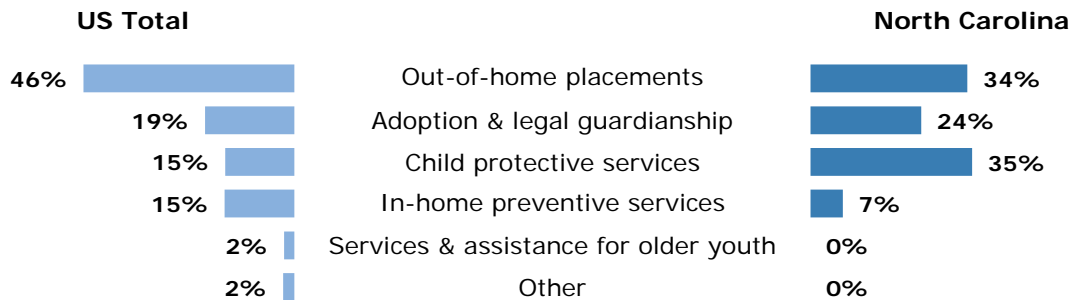 US Total North Carolina
46% Out-of-home placements 34%
19% Adoption & legal guardianship 24%
15% Child protective services 35%
15% In-home preventive services 7%
2% Services & assistance for older youth 0%
2% Other 0%